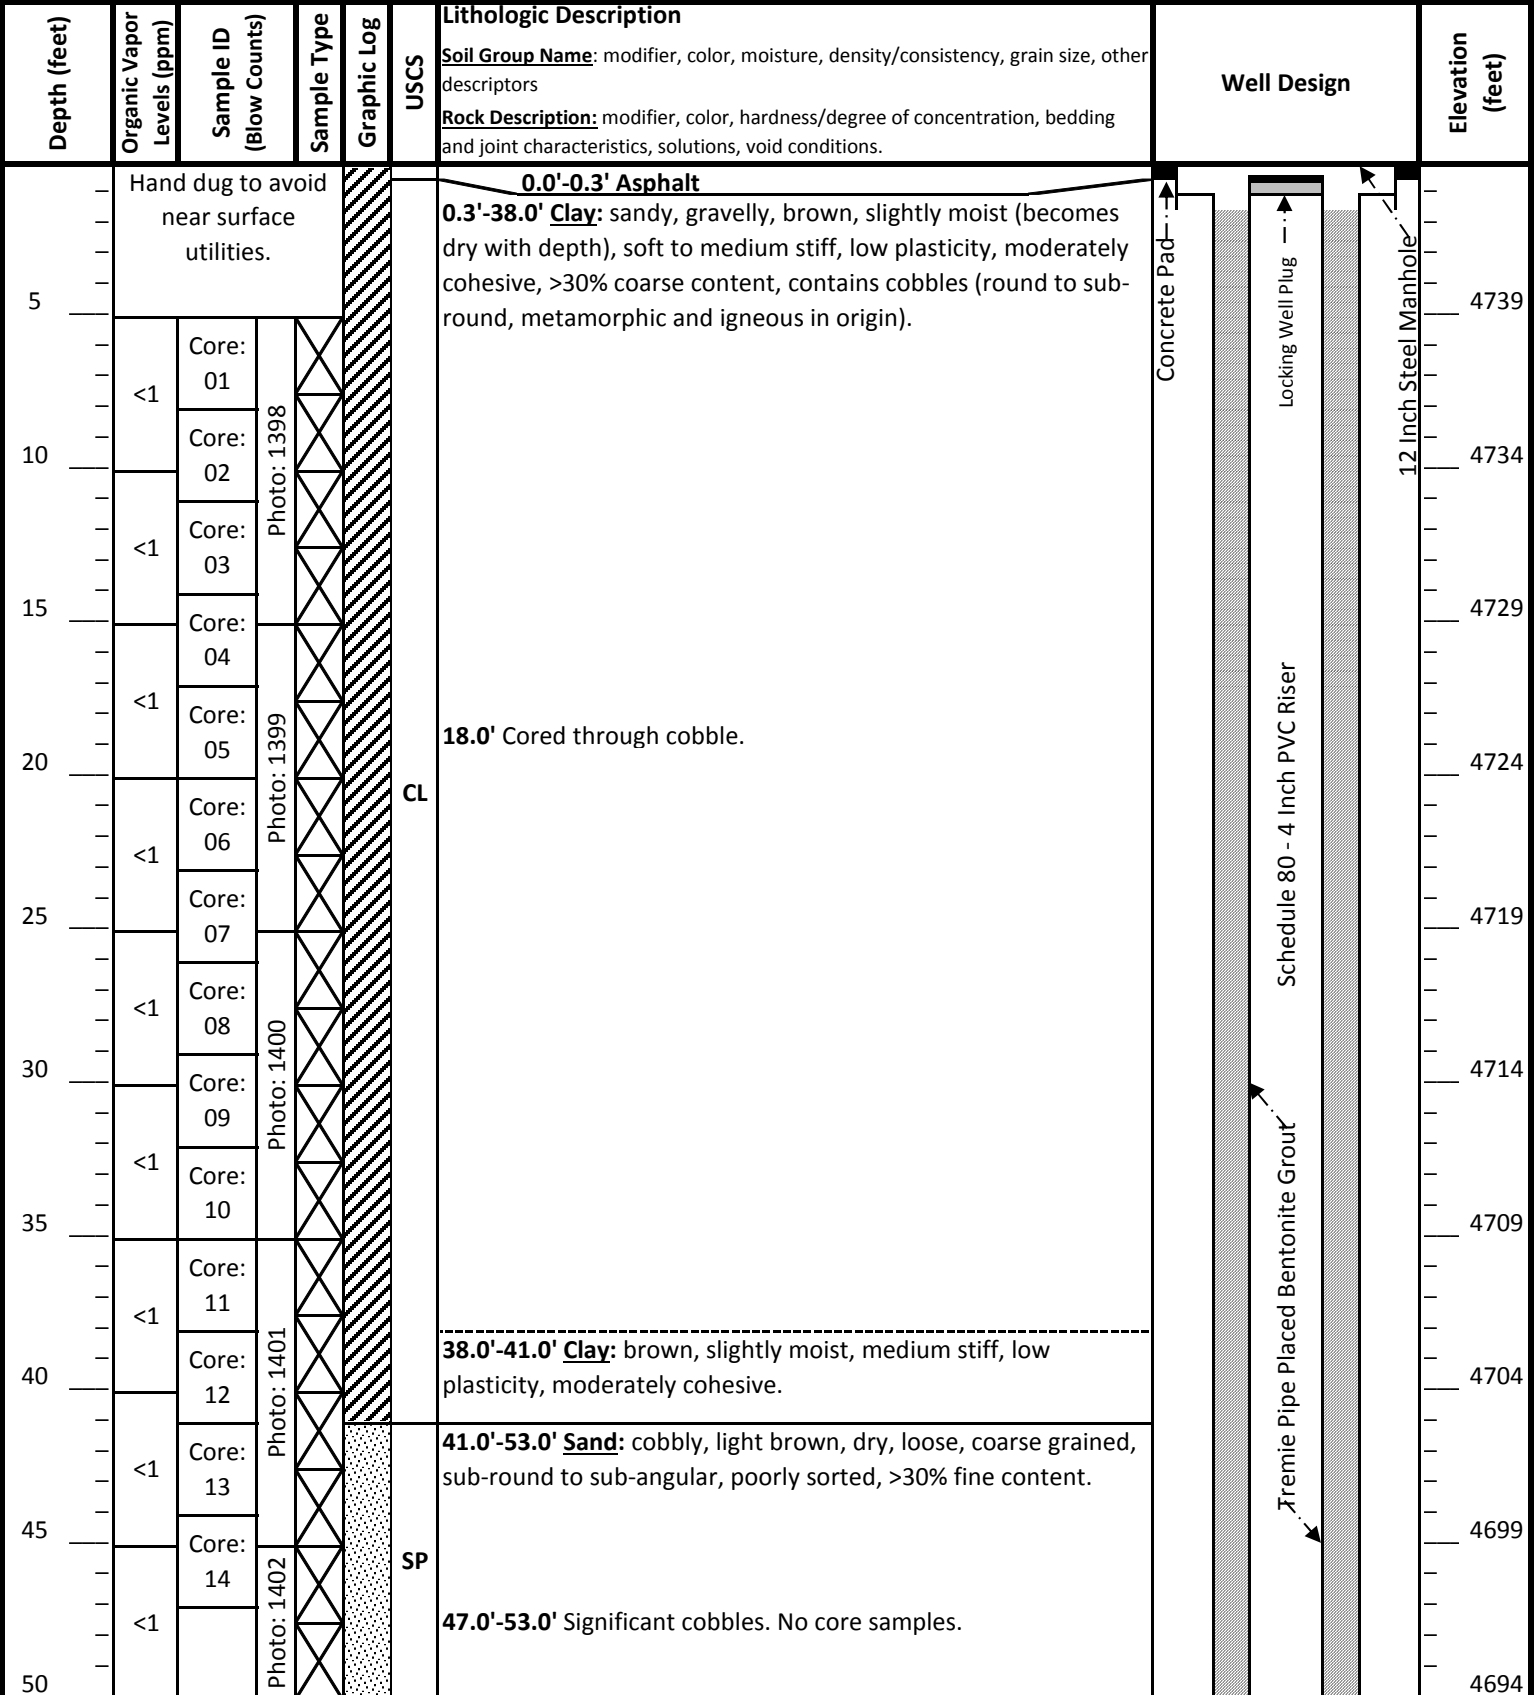 Depth (feet)
Organic Vapor
Levels (ppm)
Sample ID
(Blow Counts)
Sample Type
Graphic Log
USCS
Lithologic Description
Soil Group Name: modifier, color, moisture, density/consistency, grain size, other
descriptors
Rock Description: modifier, color, hardness/degree of concentration, bedding
and joint characteristics, solutions, void conditions.
Well Design
Elevation
(feet)
Hand dug to avoid
near surface
utilities.
0.0'-0.3' Asphalt
0.3'-38.0' Clay: sandy, gravelly, brown, slightly moist (becomes
dry with depth), soft to medium stiff, low plasticity, moderately
cohesive, >30% coarse content, contains cobbles (round to sub-
round, metamorphic and igneous in origin).
18.0' Cored through cobble.
38.0'-41.0' Clay: brown, slightly moist, medium stiff, low
plasticity, moderately cohesive.
41.0'-53.0' Sand: cobbly, light brown, dry, loose, coarse grained,
sub-round to sub-angular, poorly sorted, >30% fine content.
47.0'-53.0' Significant cobbles. No core samples.
5
10
15
20
25
30
35
40
45
50
<1
<1
<1
<1
<1
<1
<1
<1
<1
Core:
01
Core:
02
Core:
03
Core:
04
Core:
05
Core:
06
Core:
07
Core:
08
Core:
09
Core:
10
Core:
11
Core:
12
Core:
13
Core:
14
Photo: 1398
Photo: 1399
Photo: 1400
Photo: 1401
Photo: 1402
CL
SP
Concrete Pad
Locking Well Plug
12 Inch Steel Manhole
Schedule 80 - 4 Inch PVC Riser
Tremie Pipe Placed Bentonite Grout
4739
4734
4729
4724
4719
4714
4709
4704
4699
4694